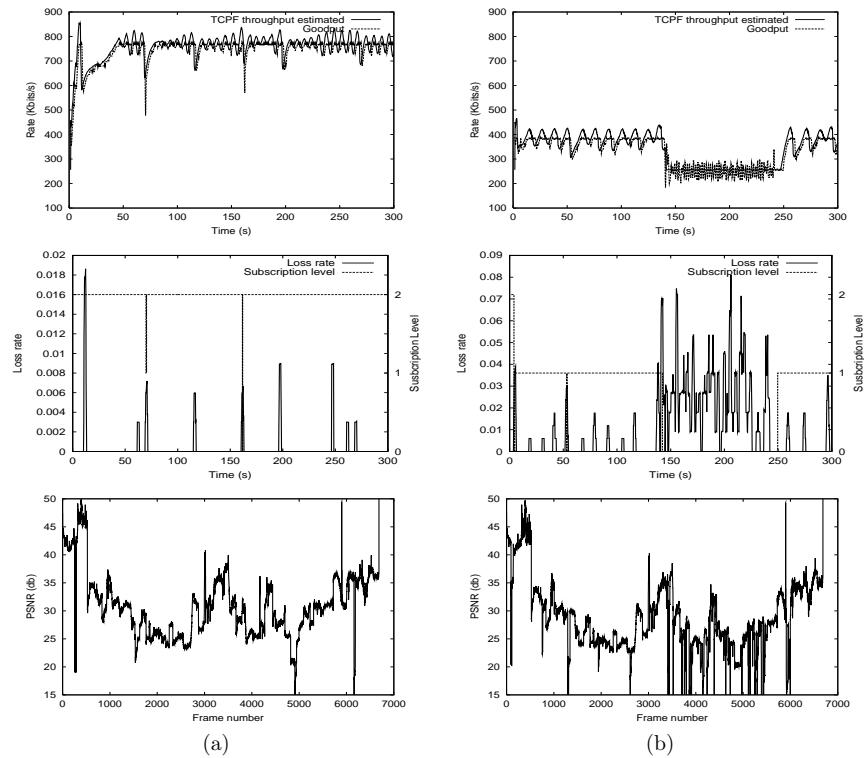 TCPF throughput estimated
Goodput
Rate (Kbits/s)
900
800
700
600
500
400
300
200
100
0 50 100 150 200 250 300
Time (s)
TCPF throughput estimated
Goodput
Rate (Kbits/s)
900
800
700
600
500
400
300
200
100
0 50 100 150 200 250 300
Time (s)
Loss rate
Subscription level
Loss rate
0.02
0.018
0.016
0.014
0.012
0.01
0.008
0.006
0.004
0.002
0
2
1
0
Susbcription Level
0 50 100 150 200 250 300
Time (s)
Loss rate
Subscription level
Loss rate
0.09
0.08
0.07
0.06
0.05
0.04
0.03
0.02
0.01
0
2
1
0
Susbcription Level
0 50 100 150 200 250 300
Time (s)
PSNR (db)
50
45
40
35
30
25
20
15
0 1000 2000 3000 4000 5000 6000 7000
Frame number
(a)
PSNR (db)
50
45
40
35
30
25
20
15
0 1000 2000 3000 4000 5000 6000 7000
Frame number
(b)